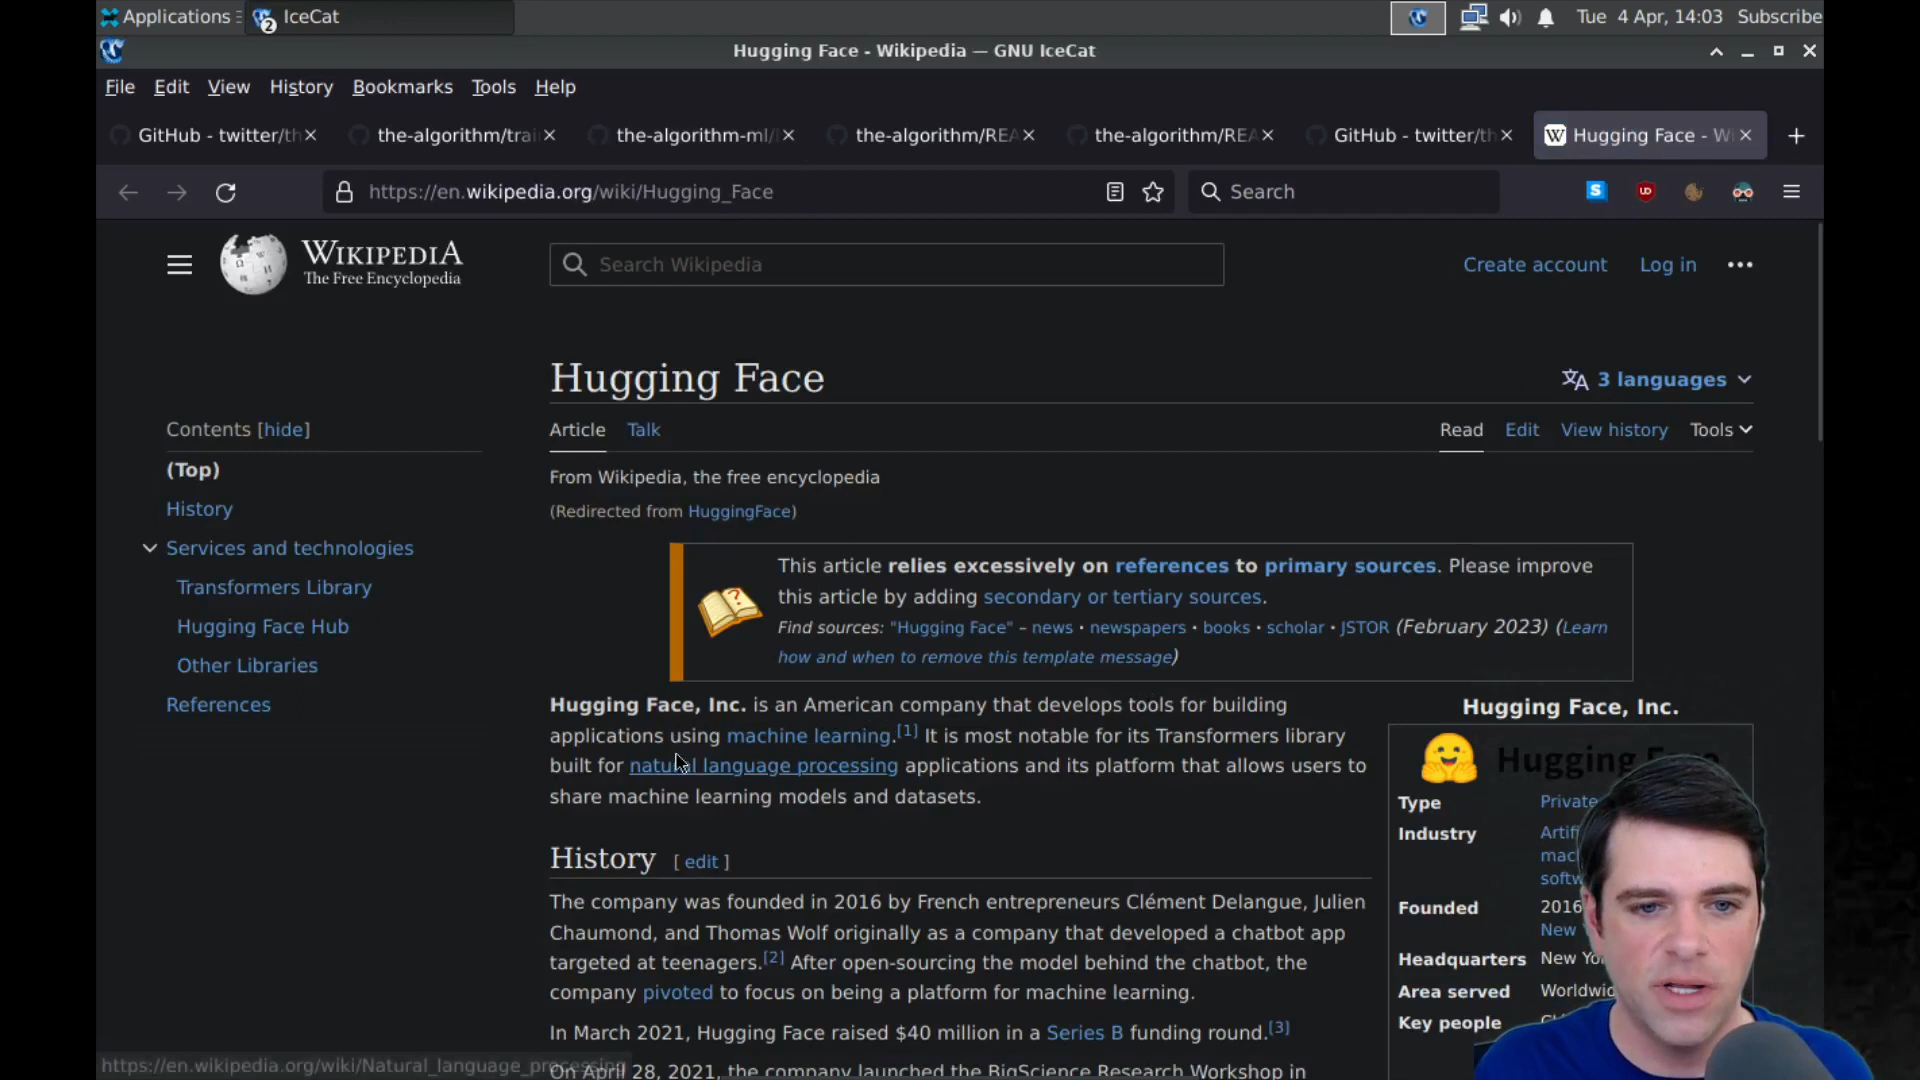 Applications
IceCat
2
Tue 4 Apr, 14:03
Subscribe
Hugging Face - Wikipedia — GNU IceCat
File Edit View History Bookmarks Tools Help
GitHub - twitter/th
the-algorithm/trai
the-algorithm-ml/
the-algorithm/REA
the-algorithm/REA
GitHub - twitter/th
W Hugging Face - W
https://en.wikipedia.org/wiki/Hugging_Face
Search
WIKIPEDIA
The Free Encyclopedia
Search Wikipedia
Create account Log in
Hugging Face
3 languages
Contents [hide]
(Top)
History
Services and technologies
Transformers Library
Hugging Face Hub
Other Libraries
References
Article Talk
Read Edit View history Tools
From Wikipedia, the free encyclopedia
(Redirected from HuggingFace)
This article relies excessively on references to primary sources. Please improve
this article by adding secondary or tertiary sources.
Find sources: "Hugging Face" – news · newspapers · books · scholar · JSTOR (February 2023) (Learn
how and when to remove this template message)
Hugging Face, Inc. is an American company that develops tools for building
applications using machine learning.[1] It is most notable for its Transformers library
built for natural language processing applications and its platform that allows users to
share machine learning models and datasets.
History [ edit ]
The company was founded in 2016 by French entrepreneurs Clément Delangue, Julien
Chaumond, and Thomas Wolf originally as a company that developed a chatbot app
targeted at teenagers.[2] After open-sourcing the model behind the chatbot, the
company pivoted to focus on being a platform for machine learning.
In March 2021, Hugging Face raised $40 million in a Series B funding round.[3]
On April 28, 2021, the company launched the BigScience Research Workshop in
Hugging Face, Inc.
Hugging
Type Private
Industry
Founded 2016
New
Headquarters New
Area served
Key people
https://en.wikipedia.org/wiki/Natural_language_processing